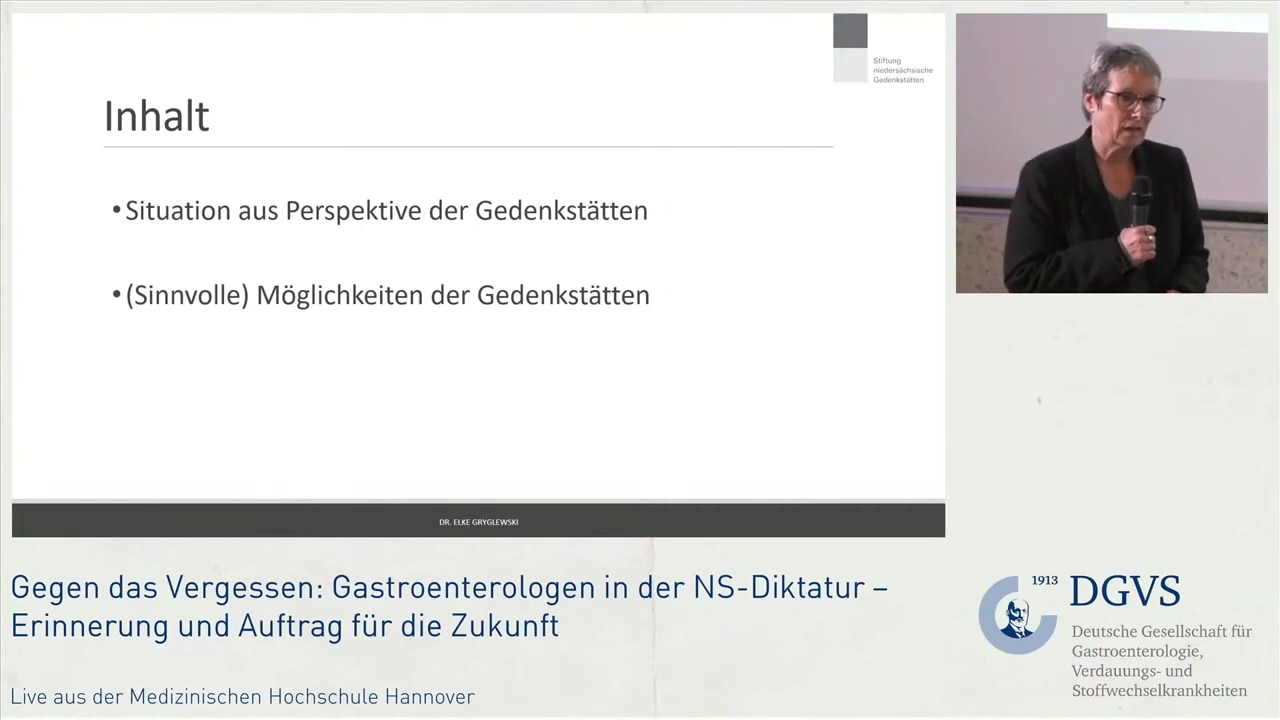 Stiftung
niedersächsische
Gedenkstätten
Inhalt
•Situation aus Perspektive der Gedenkstätten
•(Sinnvolle) Möglichkeiten der Gedenkstätten
DR. ELKE GRYGLEWSKI
Gegen das Vergessen: Gastroenterologen in der NS-Diktatur –
Erinnerung und Auftrag für die Zukunft
Live aus der Medizinischen Hochschule Hannover
1913 DGVS
Deutsche Gesellschaft für
Gastroenterologie,
Verdauungs- und
Stoffwechselkrankheiten